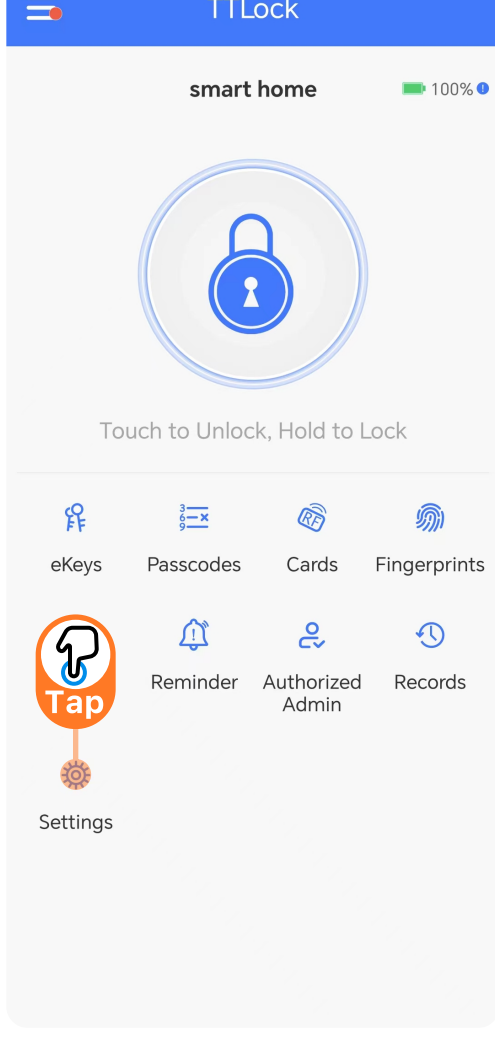 TTLock
smart home
100%
Touch to Unlock, Hold to Lock
eKeys
Passcodes
Cards
Fingerprints
Tap
Reminder
Authorized
Admin
Records
Settings